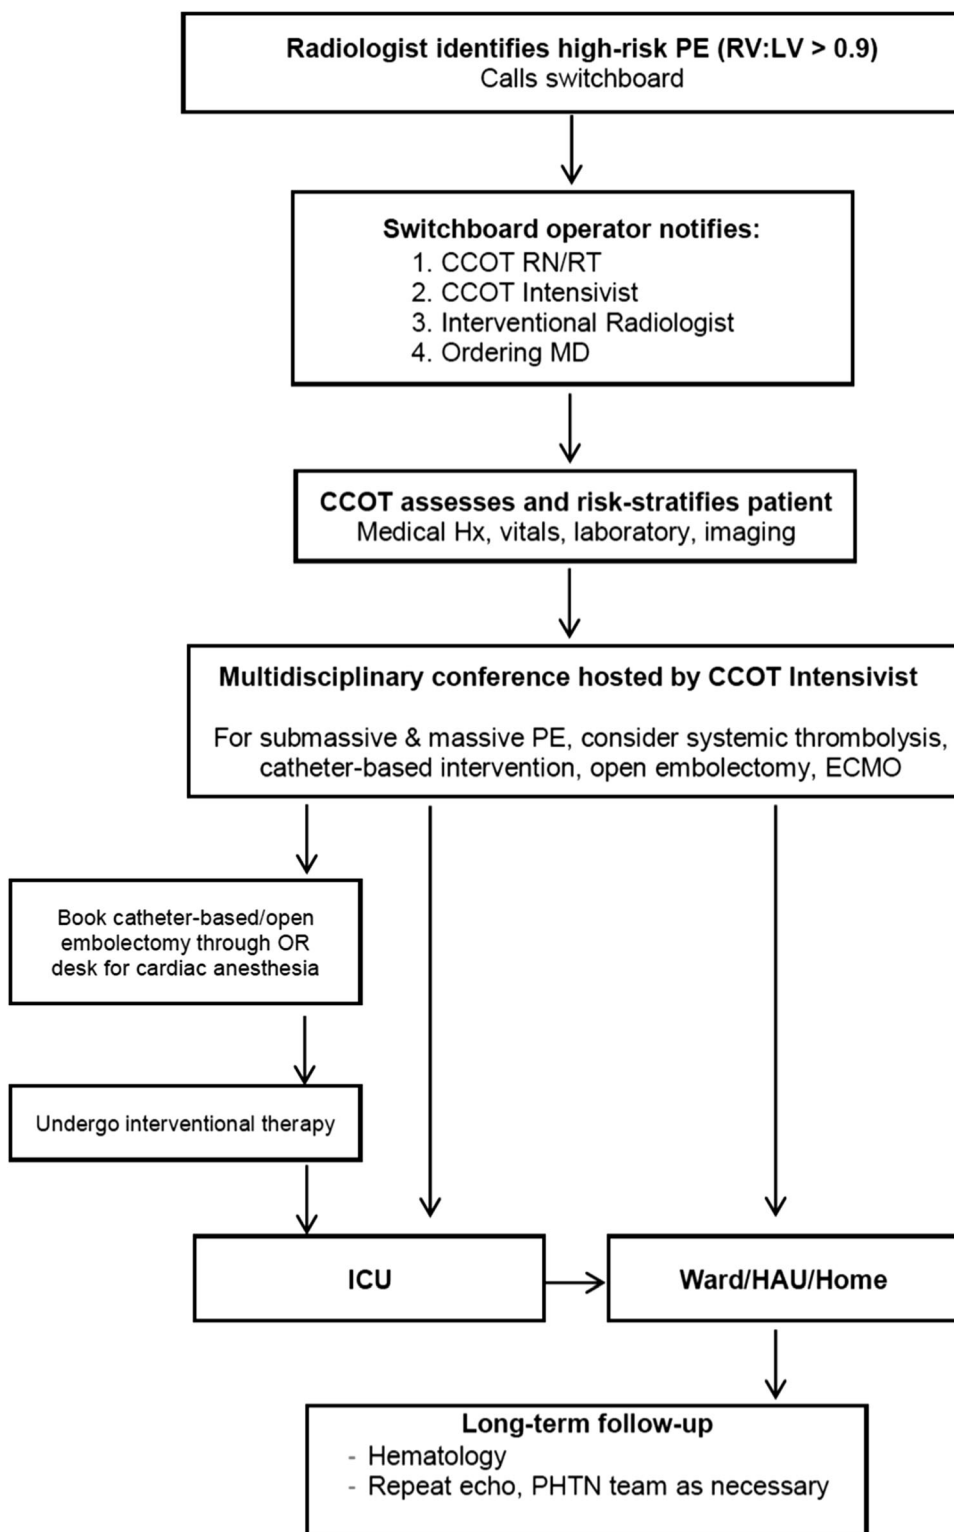 Radiologist identifies high-risk PE (RV:LV > 0.9)
Calls switchboard
Switchboard operator notifies:
1. CCOT RN/RT
2. CCOT Intensivist
3. Interventional Radiologist
4. Ordering MD
CCOT assesses and risk-stratifies patient
Medical Hx, vitals, laboratory, imaging
Multidisciplinary conference hosted by CCOT Intensivist
For submassive & massive PE, consider systemic thrombolysis,
catheter-based intervention, open embolectomy, ECMO
Book catheter-based/open
embolectomy through OR
desk for cardiac anesthesia
Undergo interventional therapy
ICU
Ward/HAU/Home
Long-term follow-up
- Hematology
- Repeat echo, PHTN team as necessary